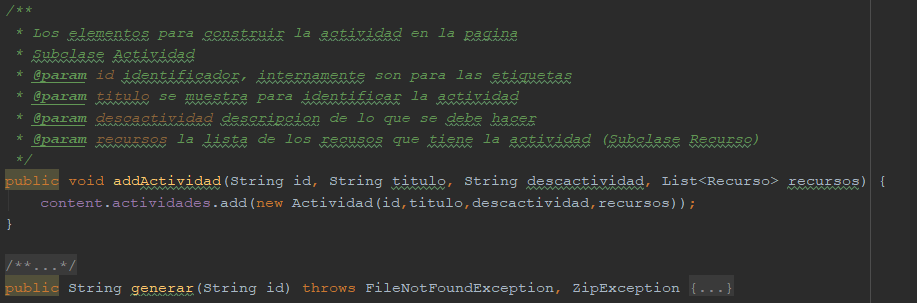 /**
 * Los elementos para construir la actividad en la pagina
 * Subclase Actividad
 * @param id identificador, internamente son para las etiquetas
 * @param titulo se muestra para identificar la actividad
 * @param descactividad descripcion de lo que se debe hacer
 * @param recursos la lista de los recusos que tiene la actividad (Subclase Recurso)
 */
public void addActividad(String id, String titulo, String descactividad, List<Recurso> recursos) {
    content.actividades.add(new Actividad(id,titulo,descactividad,recursos));
}
/**...*/
public String generar(String id) throws FileNotFoundException, ZipException {...}